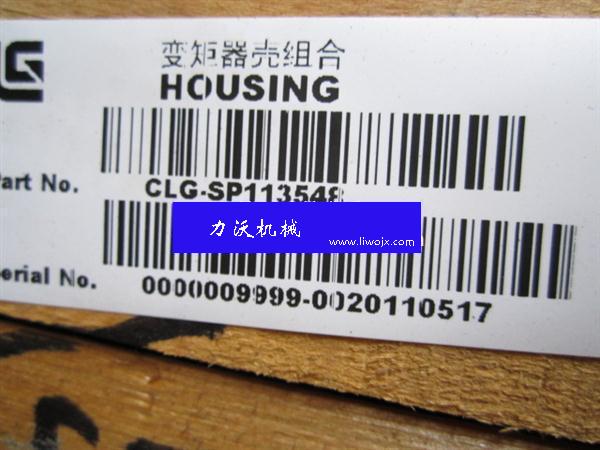 变矩器壳组合
HOUSING
Part No.
CLG-SP113548
力沃机械
www.liwojx.com
Serial No.
0000009999-0020110517